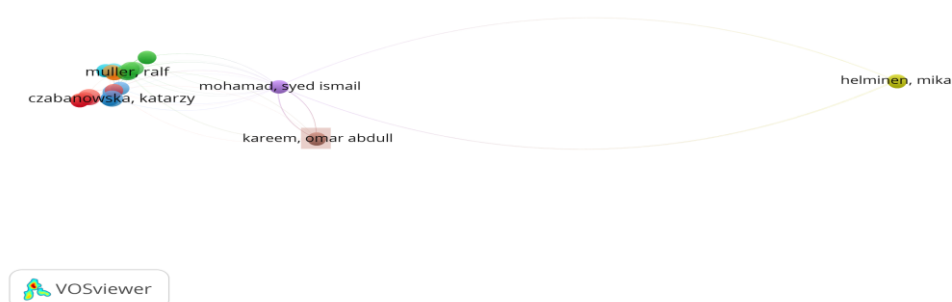 muller, ralf
mohamad, syed ismail
helminen, mika
czabanowska, katarzy
kareem, omar abdull
VOSviewer